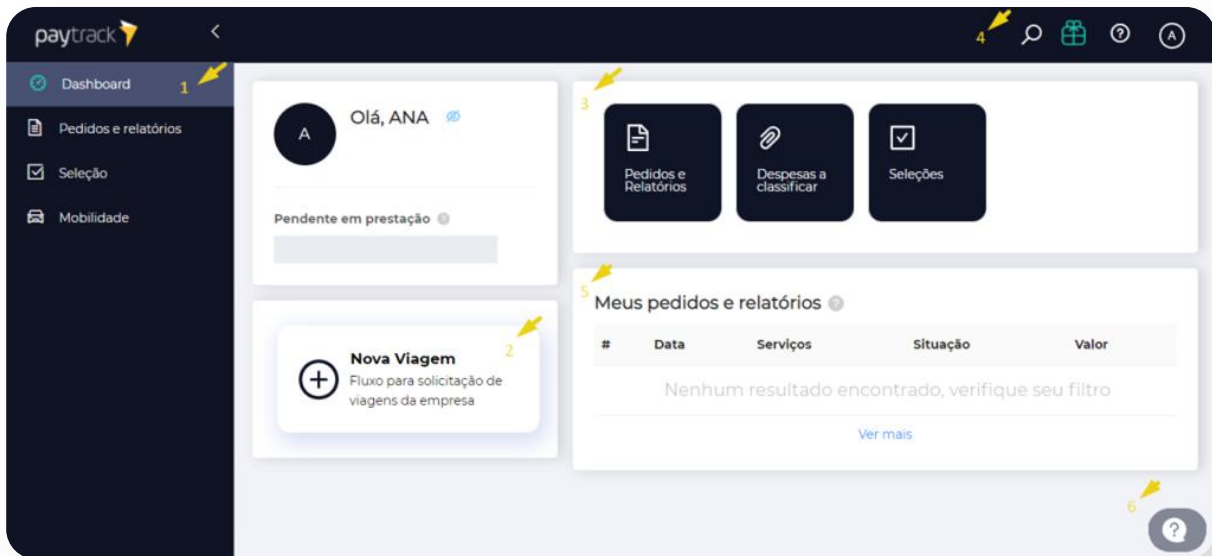 paytrack
4
A
Dashboard
1
Pedidos e relatórios
Seleção
Mobilidade
A
Olá, ANA
Pendente em prestação
3
Pedidos e
Relatórios
Despesas a
classificar
Seleções
2
Nova Viagem
Fluxo para solicitação de
viagens da empresa
5
Meus pedidos e relatórios
# Data Serviços Situação Valor
Nenhum resultado encontrado, verifique seu filtro
Ver mais
6